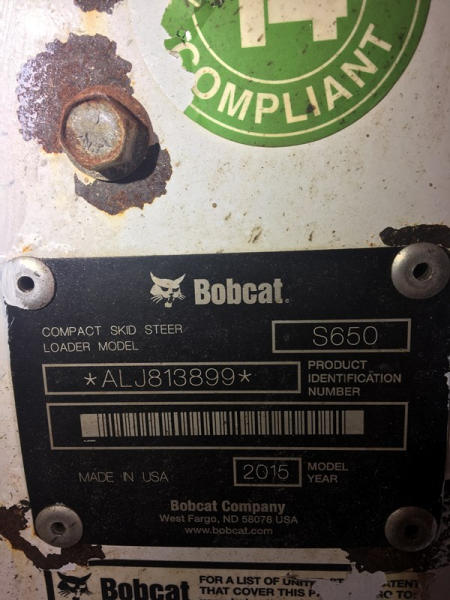 14
COMPLIANT
Bobcat
COMPACT SKID STEER
LOADER MODEL
S650
*ALJ813899*
PRODUCT
IDENTIFICATION
NUMBER
MADE IN USA
2015
MODEL
YEAR
Bobcat Company
West Fargo, ND 58078 USA
www.bobcat.com
Bobcat
FOR A LIST OF
THAT COVER THIS